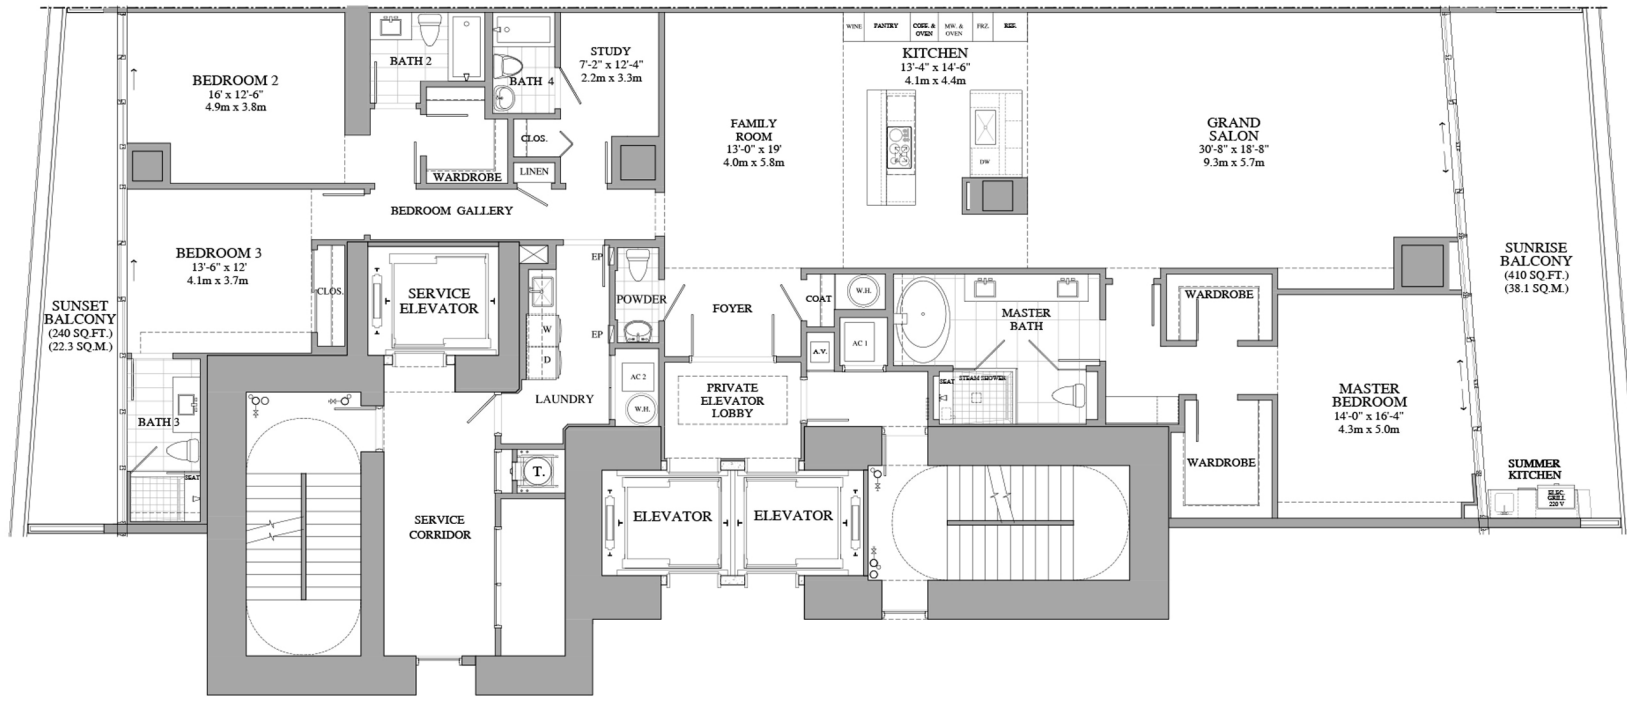 BEDROOM 2
16' x 12'-6"
4.9m x 3.8m
BATH 2
BATH 4
STUDY
7'-2" x 12'-4"
2.2m x 3.3m
CLOS.
LINEN
WARDROBE
FAMILY
ROOM
13'-0" x 19'
4.0m x 5.8m
WINE
PANTRY
COFF. &
OVEN
MW. &
OVEN
FRZ.
REF.
KITCHEN
13'-4" x 14'-6"
4.1m x 4.4m
DW
GRAND
SALON
30'-8" x 18'-8"
9.3m x 5.7m
BEDROOM GALLERY
BEDROOM 3
13'-6" x 12'
4.1m x 3.7m
CLOS.
SUNSET
BALCONY
(240 SQ.FT.)
(22.3 SQ.M.)
SERVICE
ELEVATOR
W
D
EP
EP
POWDER
FOYER
COAT
W.H.
A.V.
AC 1
MASTER
BATH
SEAT
STEAM SHOWER
WARDROBE
SUNRISE
BALCONY
(410 SQ.FT.)
(38.1 SQ.M.)
AC 2
W.H.
LAUNDRY
PRIVATE
ELEVATOR
LOBBY
MASTER
BEDROOM
14'-0" x 16'-4"
4.3m x 5.0m
BATH 3
SEAT
T.
WARDROBE
SUMMER
KITCHEN
ELEC.
GRILL
220 V
SERVICE
CORRIDOR
ELEVATOR
ELEVATOR